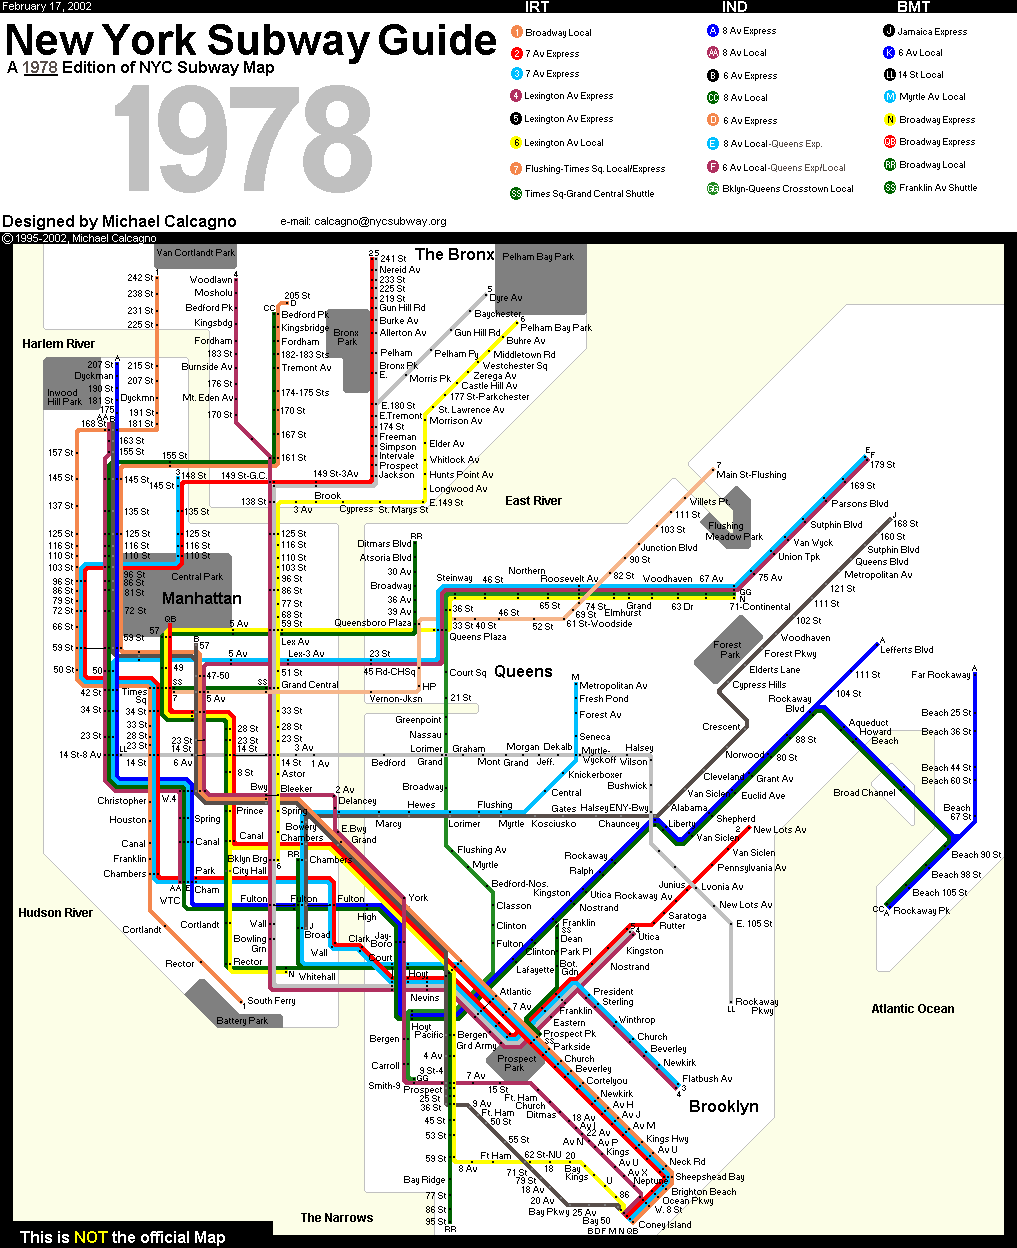 February 17, 2002
IRT
IND
BMT
New York Subway Guide
A 1978 Edition of NYC Subway Map
1978
1 Broadway Local
2 7 Av Express
3 7 Av Express
4 Lexington Av Express
5 Lexington Av Express
6 Lexington Av Local
7 Flushing-Times Sq. Local/Express
SS Times Sq-Grand Central Shuttle
A 8 Av Express
AA 8 Av Local
B 6 Av Express
CC 8 Av Local
D 6 Av Express
E 8 Av Local-Queens Exp.
F 6 Av Local-Queens Exp/Local
GG Bklyn-Queens Crosstown Local
J Jamaica Express
K 6 Av Local
LL 14 St Local
M Myrtle Av Local
N Broadway Express
QB Broadway Express
RR Broadway Local
SS Franklin Av Shuttle
Designed by Michael Calcagno
e-mail: calcagno@nycsubway.org
© 1995-2002, Michael Calcagno
Van Cortlandt Park
The Bronx
Pelham Bay Park
Harlem River
Inwood
Hill Park
Bronx
Park
242 St
238 St
231 St
225 St
215 St
207 St
Dyckmn
191 St
181 St
207 St
Dyckman
190 St
181 St
175
168 St
163 St
155 St
157 St
145 St
137 St
125 St
116 St
110 St
103 St
96 St
86 St
79 St
72 St
66 St
59 St
50 St
42 St
34 St
23 St
14 St-8 Av
Woodlawn
Mosholu
Bedford Pk
Kingsbdg
Fordham
183 St
Burnside Av
176 St
Mt. Eden Av
170 St
205 St
Bedford Pk
Kingsbridge
Fordham
182-183 Sts
Tremont Av
174-175 Sts
170 St
167 St
161 St
155 St
148 St
145 St
149 St-G.C.
149 St-3Av
138 St
241 St
Nereid Av
233 St
225 St
219 St
Gun Hill Rd
Burke Av
Allerton Av
Pelham
Bronx Pk
E.
E.180 St
E.Tremont
174 St
Freeman
Simpson
Intervale
Prospect
Jackson
Dyre Av
Baychester
Gun Hill Rd
Pelham Py
Morris Pk
Pelham Bay Park
Buhre Av
Middletown Rd
Westchester Sq
Zerega Av
Castle Hill Av
177 St-Parkchester
St. Lawrence Av
Morrison Av
Elder Av
Whitlock Av
Hunts Point Av
Longwood Av
E.149 St
St. Marys St
Cypress
Brook
3 Av
East River
Central Park
Manhattan
135 St
125 St
116 St
110 St
96 St
86 St
81 St
72 St
125 St
110 St
103 St
96 St
86 St
77 St
68 St
59 St
Lex Av
5 Av
Lex-3 Av
51 St
Grand Central
33 St
28 St
23 St
14 St
Astor
Bleeker
Spring
47-50
Times
Sq
Ditmars Blvd
Atsoria Blvd
30 Av
Broadway
36 Av
39 Av
Queensboro Plaza
Steinway
46 St
Northern
Roosevelt Av
Woodhaven
67 Av
36 St
65 St
74 St
Elmhurst
Grand
63 Dr
71-Continental
33 St
40 St
46 St
52 St
61 St-Woodside
69 St
82 St
90 St
Junction Blvd
103 St
111 St
Willets Pt
Main St-Flushing
Flushing
Meadow Park
Queens Plaza
23 St
45 Rd-CHSq
Court Sq
HP
Vernon-Jksn
21 St
Queens
179 St
169 St
Parsons Blvd
Sutphin Blvd
Van Wyck
Union Tpk
75 Av
168 St
160 St
Sutphin Blvd
Queens Blvd
Metropolitan Av
121 St
111 St
102 St
Woodhaven
Forest Pkwy
Elderts Lane
Cypress Hills
Crescent
Norwood
Cleveland
Van Siclen
Alabama
Forest
Park
Lefferts Blvd
111 St
104 St
Rockaway
Blvd
88 St
80 St
Grant Av
Euclid Ave
Shepherd
Van Siclen
Liberty
Far Rockaway
Beach 25 St
Beach 36 St
Beach 44 St
Beach 60 St
Beach
67 St
Beach 90 St
Beach 98 St
Beach 105 St
Rockaway Pk
Aqueduct
Howard
Beach
Broad Channel
Metropolitan Av
Fresh Pond
Forest Av
Seneca
Myrtle-
Wyckoff
Knickerboxer
Central
Greenpoint
Nassau
Lorimer
Grand
Broadway
Graham
Mont
Grand
Morgan
Jeff.
Dekalb
Halsey
Wilson
Bushwick
Bedford
1 Av
3 Av
6 Av
14 St
Hewes
Flushing
Marcy
Lorimer
Myrtle
Kosciusko
Gates
Halsey
ENY-Bwy
Chauncey
Christopher
Houston
Canal
Franklin
Chambers
W.4
Spring
Canal
Prince
8 St
Bwy
2 Av
Delancey
E.Bwy
Grand
Bowery
Chambers
Bklyn Brg
City Hall
Park
Cham
WTC
Fulton
Fulton
Fulton
Cortlandt
Cortlandt
Rector
Rector
Wall
Bowling
Grn
Wall
Broad
Whitehall
South Ferry
Battery Park
High
Clark
Jay-
Boro
Court
York
Hudson River
Flushing Av
Myrtle
Bedford-Nos.
Classon
Clinton
Fulton
Lafayette
Clinton
Franklin
Dean
Park Pl
Bot.
Gdn
Kingston
Nostrand
Utica
Rockaway
Ralph
Rockaway Av
New Lots Av
Van Siclen
Pennsylvania Av
Junius
Saratoga
Rutter
Utica
Kingston
Nostrand
Lvonia Av
New Lots Av
E. 105 St
Rockaway
Pkwy
Atlantic Ocean
Hoyt
Nevins
Atlantic
7 Av
Hoyt
Pacific
Bergen
Grd Army
Bergen
Carroll
Smith-9
4 Av
9 St-4
Prospect
25 St
36 St
45 St
53 St
59 St
Bay Ridge
77 St
86 St
95 St
Franklin
Eastern
President
Sterling
Winthrop
Church
Beverley
Newkirk
Flatbush Av
Brooklyn
Prospect
Park
Prospect Pk
Parkside
Church
Beverley
Cortelyou
Newkirk
Av H
Av J
Av M
Kings Hwy
Av U
Neck Rd
Sheepshead Bay
Brighton Beach
Ocean Pkwy
W. 8 St
Coney Island
7 Av
15 St
Ft. Ham
Church
Ditmas
18 Av
Av I
22 Av
Av N
Av P
Kings
Av U
Av X
Neptune
9 Av
Ft. Ham
50 St
55 St
62 St-NU
71 St
79 St
18 Av
20 Av
Bay Pkwy
25 Av
Bay 50
Ft Ham
8 Av
18
20
Bay
Kings
U
86
B D F M N QB
The Narrows
This is NOT the official Map